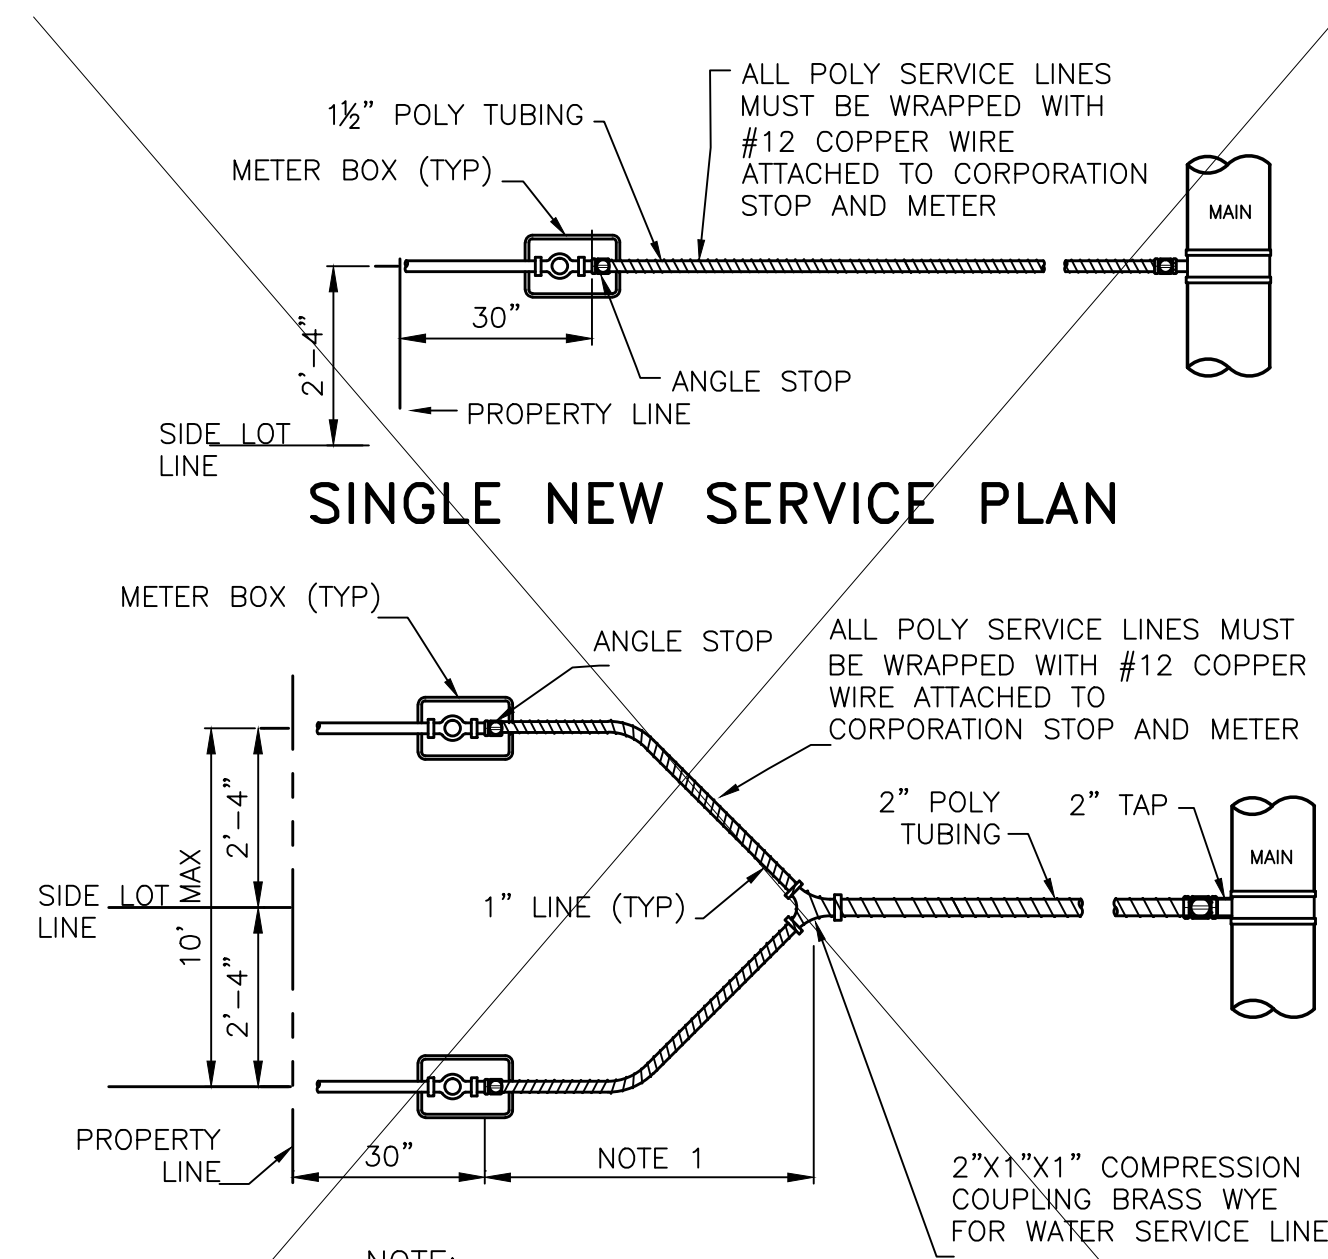 ALL POLY SERVICE LINES
MUST BE WRAPPED WITH
#12 COPPER WIRE
ATTACHED TO CORPORATION
STOP AND METER
1½" POLY TUBING
METER BOX (TYP)
MAIN
30"
2'-4"
ANGLE STOP
PROPERTY LINE
SIDE LOT
LINE
SINGLE NEW SERVICE PLAN
METER BOX (TYP)
ANGLE STOP
ALL POLY SERVICE LINES MUST
BE WRAPPED WITH #12 COPPER
WIRE ATTACHED TO
CORPORATION STOP AND METER
2" POLY
TUBING
2" TAP
MAIN
2'-4"
10' MAX
SIDE LOT
LINE
1" LINE (TYP)
2'-4"
PROPERTY
LINE
30"
NOTE 1
2"X1"X1" COMPRESSION
COUPLING BRASS WYE
FOR WATER SERVICE LINE
NOTE: